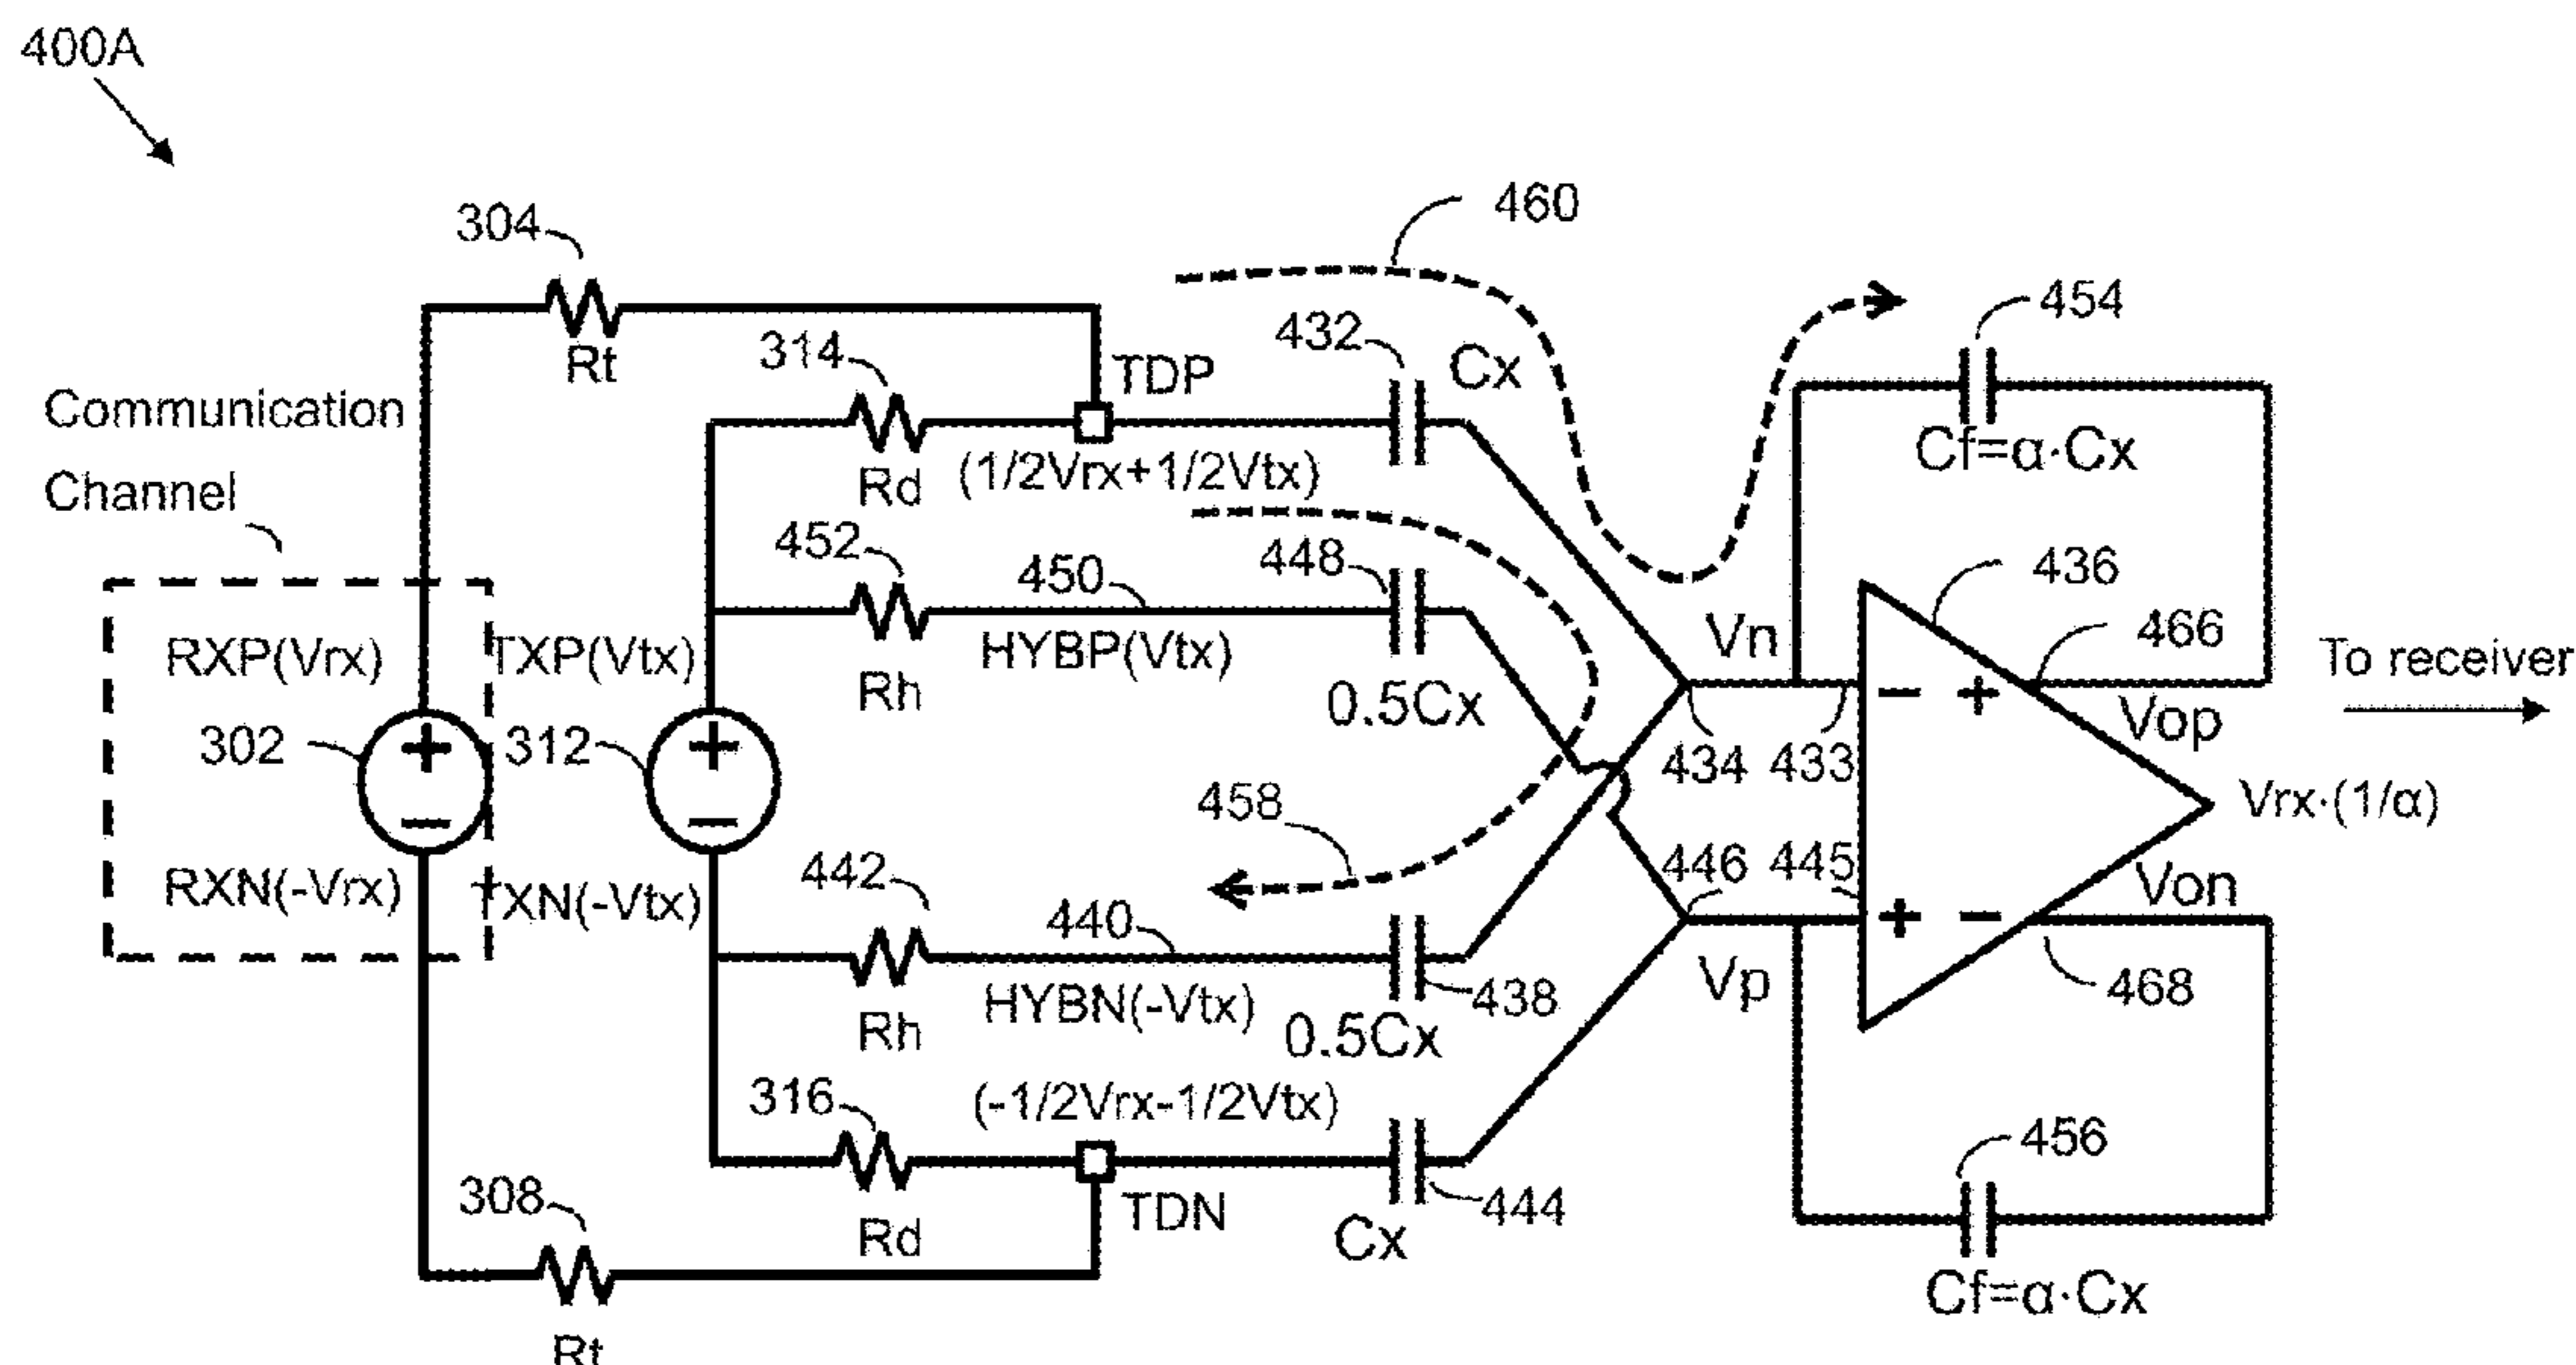 400A
460
304
454
314
432
Rt
TDP
Cx
Communication
Channel
Cf=α·Cx
Rd
(1/2Vrx+1/2Vtx)
452
450
448
436
466
RXP(Vrx)
TXP(Vtx)
HYBP(Vtx)
Vn
To receiver
Rh
0.5Cx
− +
Vop
302
+
312
+
434
433
−
−
458
Vrx·(1/α)
RXN(-Vrx)
TXN(-Vtx)
442
440
446
445
Von
+ −
HYBN(-Vtx)
438
Vp
468
Rh
0.5Cx
316
(-1/2Vrx-1/2Vtx)
456
308
TDN
444
Rd
Cx
Cf=α·Cx
Rt